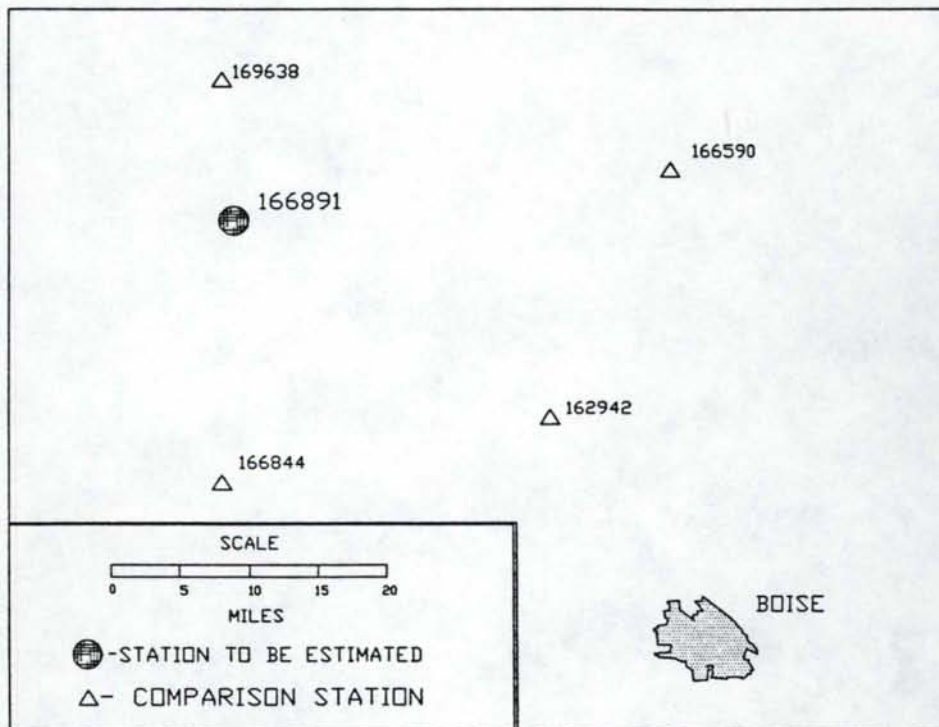 169638
166590
166891
162942
166844
SCALE
0 5 10 15 20
MILES
BOISE
-STATION TO BE ESTIMATED
- COMPARISON STATION